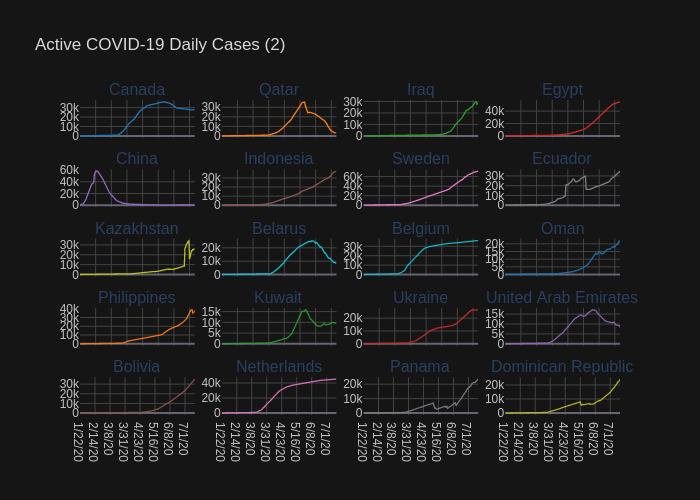 Active COVID-19 Daily Cases (2)
Canada Qatar Iraq Egypt
30k 20k 10k 0 30k 20k 10k 0 30k 20k 10k 0 40k 20k 0
China Indonesia Sweden Ecuador
60k 40k 20k 0 30k 20k 10k 0 60k 40k 20k 0 30k 20k 10k 0
Kazakhstan Belarus Belgium Oman
30k 20k 10k 0 20k 10k 0 30k 20k 10k 0 20k 15k 10k 5k 0
Philippines Kuwait Ukraine United Arab Emirates
40k 30k 20k 10k 0 15k 10k 5k 0 20k 10k 0 15k 10k 5k 0
Bolivia Netherlands Panama Dominican Republic
30k 20k 10k 0 40k 20k 0 20k 10k 0 20k 10k 0
1/22/20 2/14/20 3/8/20 3/31/20 4/23/20 5/16/20 6/8/20 7/1/20 1/22/20 2/14/20 3/8/20 3/31/20 4/23/20 5/16/20 6/8/20 7/1/20 1/22/20 2/14/20 3/8/20 3/31/20 4/23/20 5/16/20 6/8/20 7/1/20 1/22/20 2/14/20 3/8/20 3/31/20 4/23/20 5/16/20 6/8/20 7/1/20